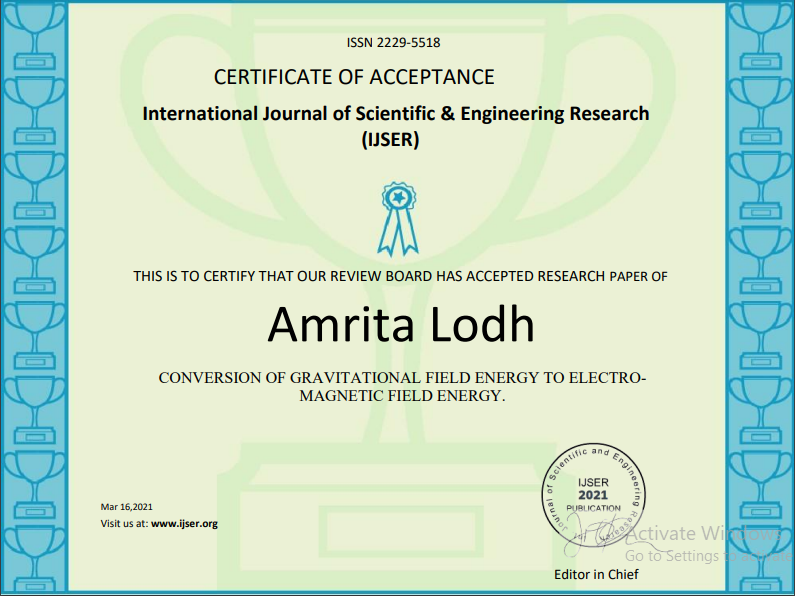 ISSN 2229-5518
CERTIFICATE OF ACCEPTANCE
International Journal of Scientific & Engineering Research
(IJSER)
THIS IS TO CERTIFY THAT OUR REVIEW BOARD HAS ACCEPTED RESEARCH PAPER OF
Amrita Lodh
CONVERSION OF GRAVITATIONAL FIELD ENERGY TO ELECTRO-
MAGNETIC FIELD ENERGY.
Journal of Scientific and Engineering Research
IJSER
2021
PUBLICATION
Mar 16,2021
Visit us at: www.ijser.org
Activate Windows
Go to Settings to activate
Editor in Chief